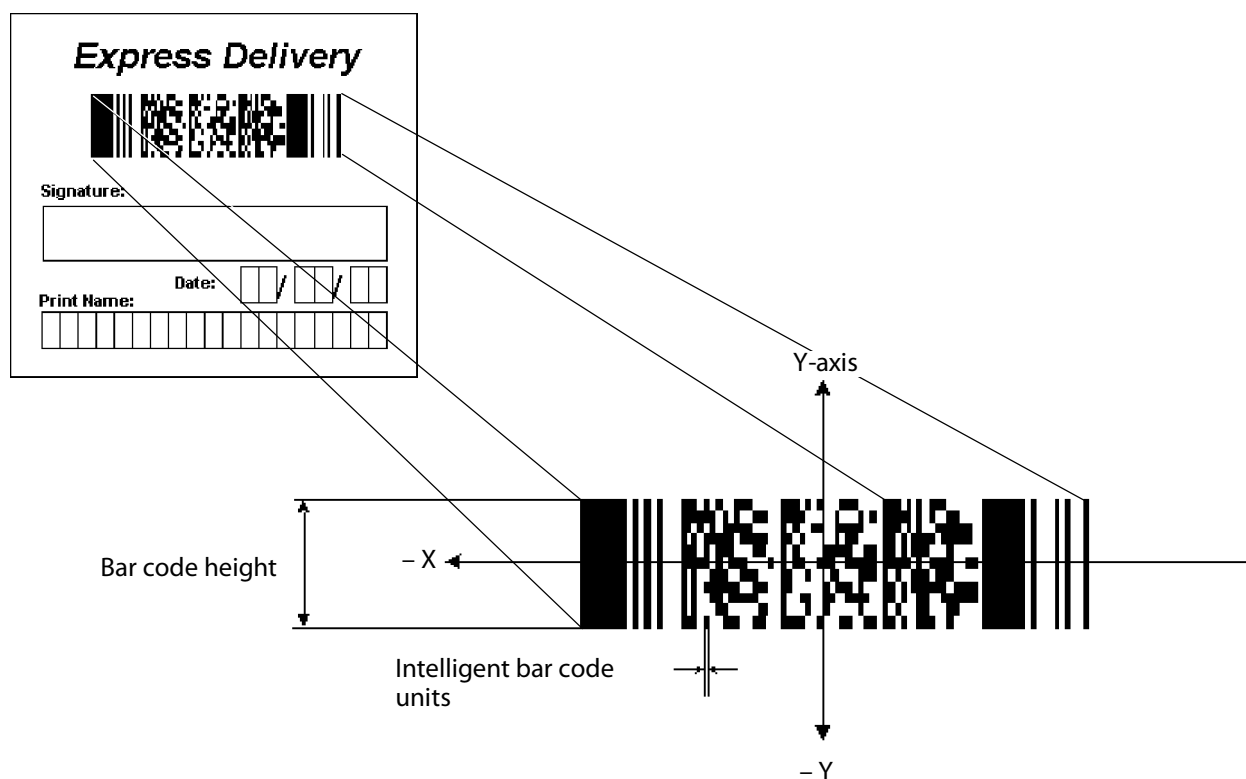 Express Delivery
Signature:
Date: / /
Print Name:
Y-axis
– X
Bar code height
Intelligent bar code
units
– Y